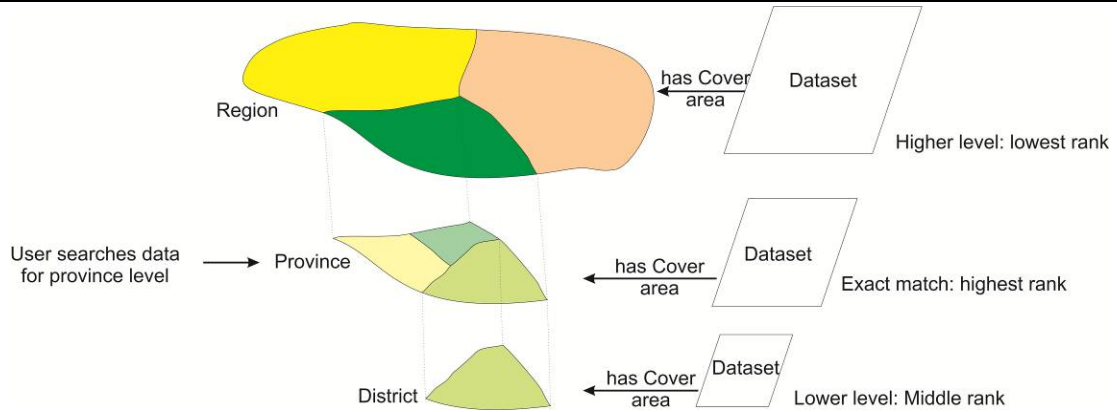 has Cover
area
Dataset
Region
Higher level: lowest rank
User searches data
for province level
Province
has Cover
area
Dataset
Exact match: highest rank
District
has Cover
area
Dataset
Lower level: Middle rank